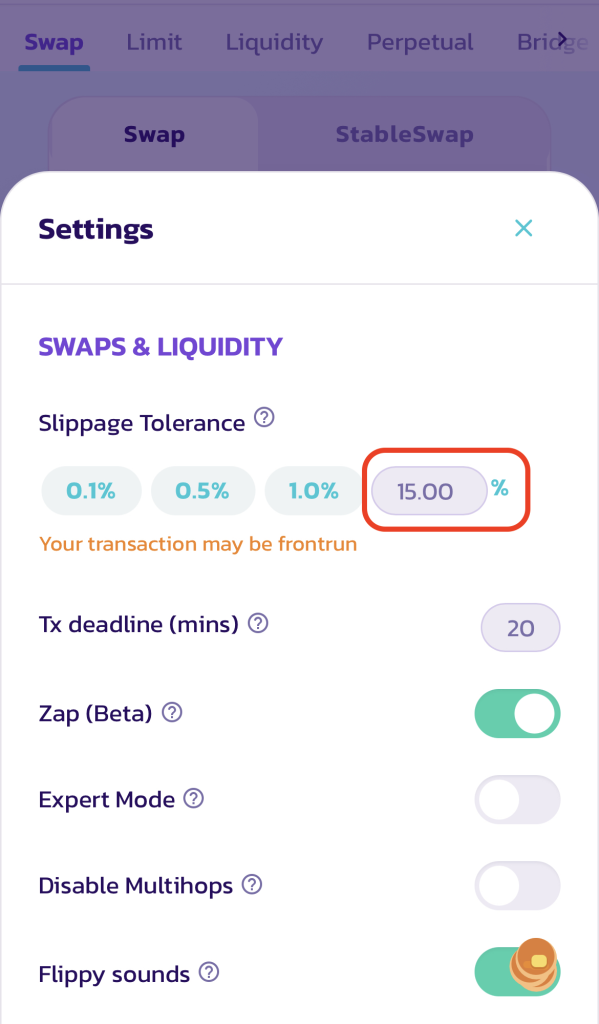 Swap Limit Liquidity Perpetual Bridge
Swap StableSwap
Settings
SWAPS & LIQUIDITY
Slippage Tolerance ?
0.1% 0.5% 1.0% 15.00 %
Your transaction may be frontrun
Tx deadline (mins) ? 20
Zap (Beta) ?
Expert Mode ?
Disable Multihops ?
Flippy sounds ?